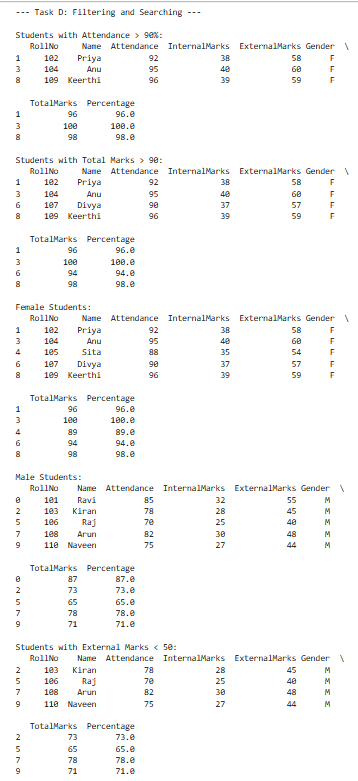 --- Task D: Filtering and Searching ---
Students with Attendance > 90%:
RollNo Name Attendance InternalMarks ExternalMarks Gender \
1 102 Priya 92 38 58 F
3 104 Anu 95 40 60 F
8 109 Keerthi 96 39 59 F
TotalMarks Percentage
1 96 96.0
3 100 100.0
8 98 98.0
Students with Total Marks > 90:
RollNo Name Attendance InternalMarks ExternalMarks Gender \
1 102 Priya 92 38 58 F
3 104 Anu 95 40 60 F
6 107 Divya 90 37 57 F
8 109 Keerthi 96 39 59 F
TotalMarks Percentage
1 96 96.0
3 100 100.0
6 94 94.0
8 98 98.0
Female Students:
RollNo Name Attendance InternalMarks ExternalMarks Gender \
1 102 Priya 92 38 58 F
3 104 Anu 95 40 60 F
4 105 Sita 88 35 54 F
6 107 Divya 90 37 57 F
8 109 Keerthi 96 39 59 F
TotalMarks Percentage
1 96 96.0
3 100 100.0
4 89 89.0
6 94 94.0
8 98 98.0
Male Students:
RollNo Name Attendance InternalMarks ExternalMarks Gender \
0 101 Ravi 85 32 55 M
2 103 Kiran 78 28 45 M
5 106 Raj 70 25 40 M
7 108 Arun 82 30 48 M
9 110 Naveen 75 27 44 M
TotalMarks Percentage
0 87 87.0
2 73 73.0
5 65 65.0
7 78 78.0
9 71 71.0
Students with External Marks < 50:
RollNo Name Attendance InternalMarks ExternalMarks Gender \
2 103 Kiran 78 28 45 M
5 106 Raj 70 25 40 M
7 108 Arun 82 30 48 M
9 110 Naveen 75 27 44 M
TotalMarks Percentage
2 73 73.0
5 65 65.0
7 78 78.0
9 71 71.0